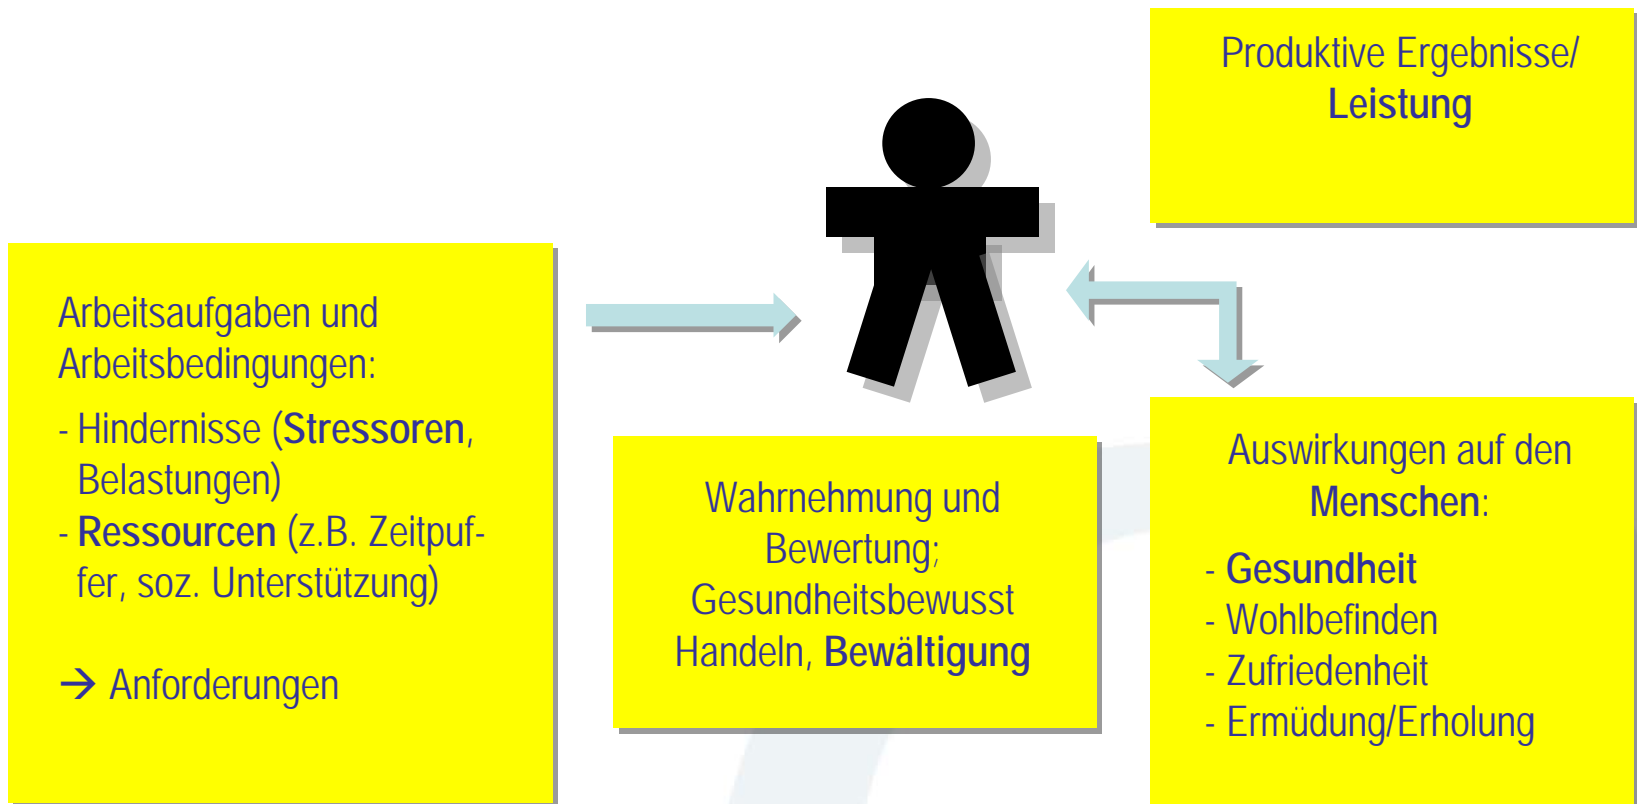 Arbeitsaufgaben und
Arbeitsbedingungen:
- Hindernisse (Stressoren,
Belastungen)
- Ressourcen (z.B. Zeitpuf-
fer, soz. Unterstützung)
→ Anforderungen
Wahrnehmung und
Bewertung;
Gesundheitsbewusst
Handeln, Bewältigung
Produktive Ergebnisse/
Leistung
Auswirkungen auf den
Menschen:
- Gesundheit
- Wohlbefinden
- Zufriedenheit
- Ermüdung/Erholung